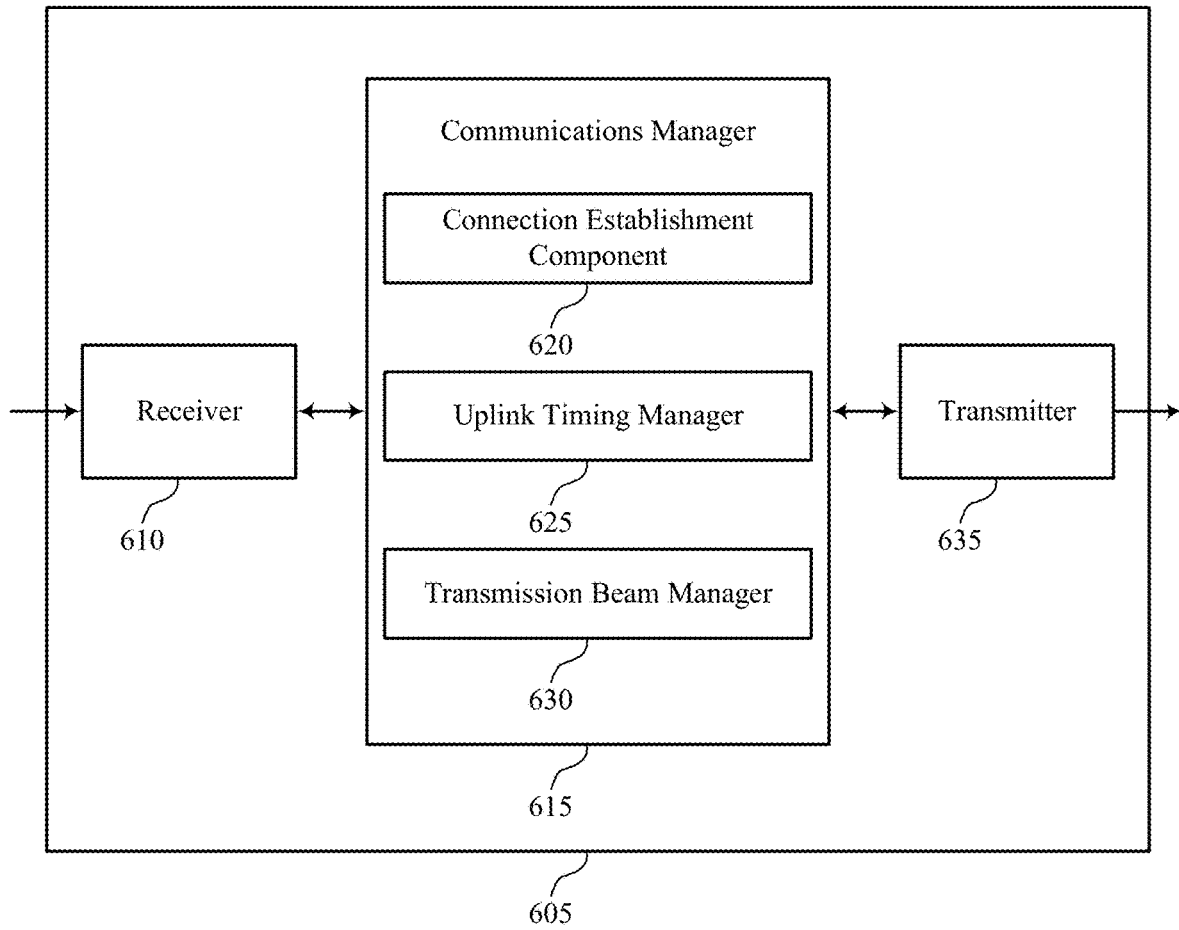 Communications Manager
Connection Establishment
Component
620
Receiver
610
Uplink Timing Manager
625
Transmitter
635
Transmission Beam Manager
630
615
605